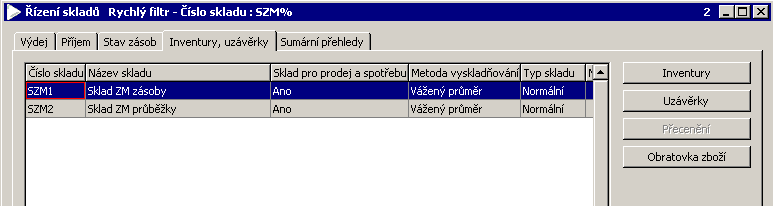 Řízení skladů Rychlý filtr - Číslo skladu : SZM% 2
Výdej Příjem Stav zásob Inventury, uzávěrky Sumární přehledy
Číslo skladu Název skladu Sklad pro prodej a spotřebu Metoda vyskladňování Typ skladu
SZM1 Sklad ZM zásoby Ano Vážený průměr Normální
SZM2 Sklad ZM průběžky Ano Vážený průměr Normální
Inventury
Uzávěrky
Přecenění
Obratovka zboží